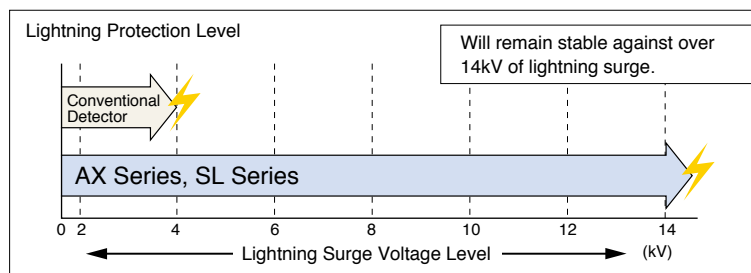 Lightning Protection Level
Will remain stable against over
14kV of lightning surge.
Conventional
Detector
AX Series, SL Series
0 2 4 6 8 10 12 14 (kV)
Lightning Surge Voltage Level